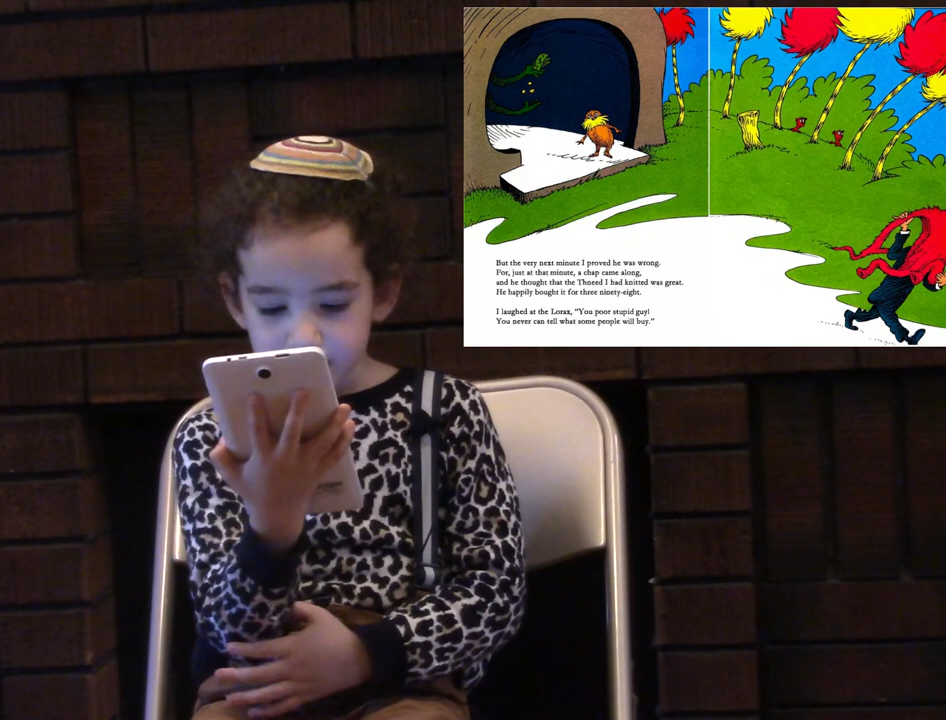 But the very next minute I proved he was wrong.
For, just at that minute, a chap came along,
and he thought that the Thneed I had knitted was great.
He happily bought it for three ninety-eight.
I laughed at the Lorax, “You poor stupid guy!
You never can tell what some people will buy.”